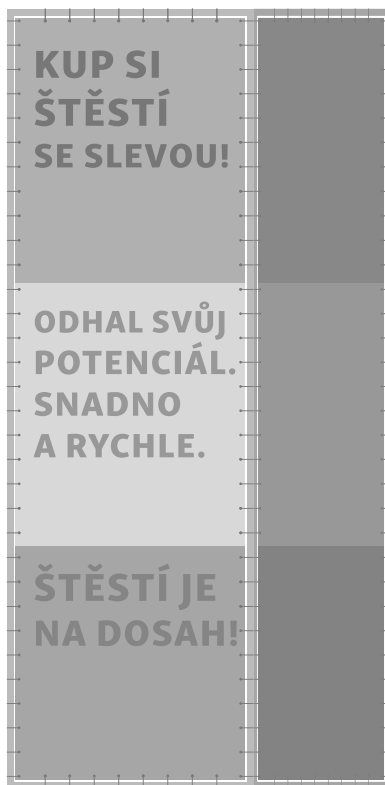 KUP SI
ŠTĚSTÍ
SE SLEVOU!
ODHAL SVŮJ
POTENCIÁL.
SNADNO
A RYCHLE.
ŠTĚSTÍ JE
NA DOSAH!